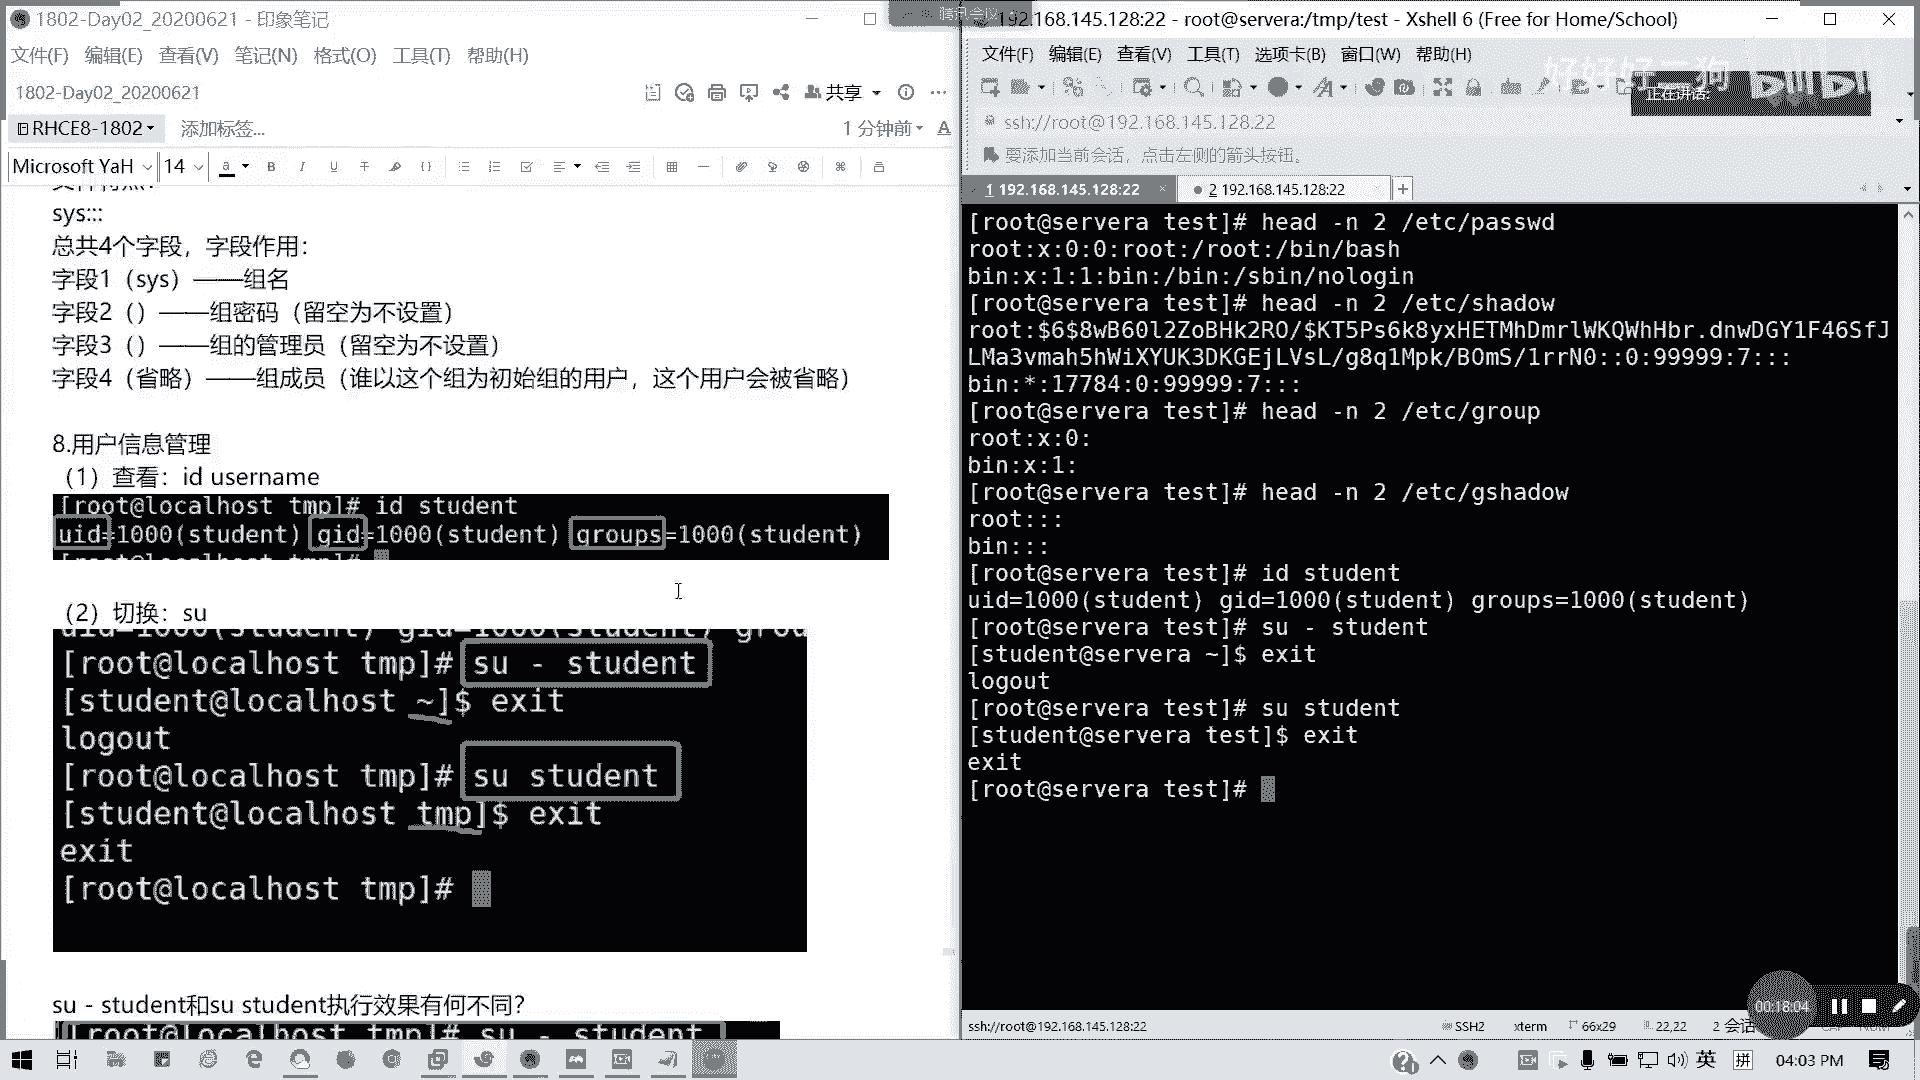 1802-Day02_20200621 - 印象笔记
文件(F) 编辑(E) 查看(V) 笔记(N) 格式(O) 工具(T) 帮助(H)
1802-Day02_20200621
共享
RHCE8-1802
添加标签...
1 分钟前
Microsoft YaH
14
sys:::
总共4个字段，字段作用：
字段1（sys）——组名
字段2（）——组密码（留空为不设置）
字段3（）——组的管理员（留空为不设置）
字段4（省略）——组成员（谁以这个组为初始组的用户，这个用户会被省略）
8.用户信息管理
（1）查看：id username
[root@localhost tmp]# id student
uid=1000(student) gid=1000(student) groups=1000(student)
（2）切换：su
[root@localhost tmp]# su - student
[student@localhost ~]$ exit
logout
[root@localhost tmp]# su student
[student@localhost tmp]$ exit
exit
[root@localhost tmp]#
su - student和su student执行效果有何不同？
[root@localhost tmp]# su - student
腾讯会议
192.168.145.128:22 - root@servera:/tmp/test - Xshell 6 (Free for Home/School)
文件(F) 编辑(E) 查看(V) 工具(T) 选项卡(B) 窗口(W) 帮助(H)
正在讲话:
ssh://root@192.168.145.128:22
要添加当前会话，点击左侧的箭头按钮。
1 192.168.145.128:22
2 192.168.145.128:22
[root@servera test]# head -n 2 /etc/passwd
root:x:0:0:root:/root:/bin/bash
bin:x:1:1:bin:/bin:/sbin/nologin
[root@servera test]# head -n 2 /etc/shadow
root:$6$8wB60l2ZoBHk2RO/$KT5Ps6k8yxHETMhDmrlWKQWhHbr.dnwDGY1F46SfJ
LMa3vmah5hWiXYUK3DKGEjLVsL/g8q1Mpk/BOmS/1rrN0::0:99999:7:::
bin:*:17784:0:99999:7:::
[root@servera test]# head -n 2 /etc/group
root:x:0:
bin:x:1:
[root@servera test]# head -n 2 /etc/gshadow
root:::
bin:::
[root@servera test]# id student
uid=1000(student) gid=1000(student) groups=1000(student)
[root@servera test]# su - student
[student@servera ~]$ exit
logout
[root@servera test]# su student
[student@servera test]$ exit
exit
[root@servera test]#
00:18:04
ssh://root@192.168.145.128:22
SSH2
xterm
66x29
22,22
2 会话
英
拼
04:03 PM